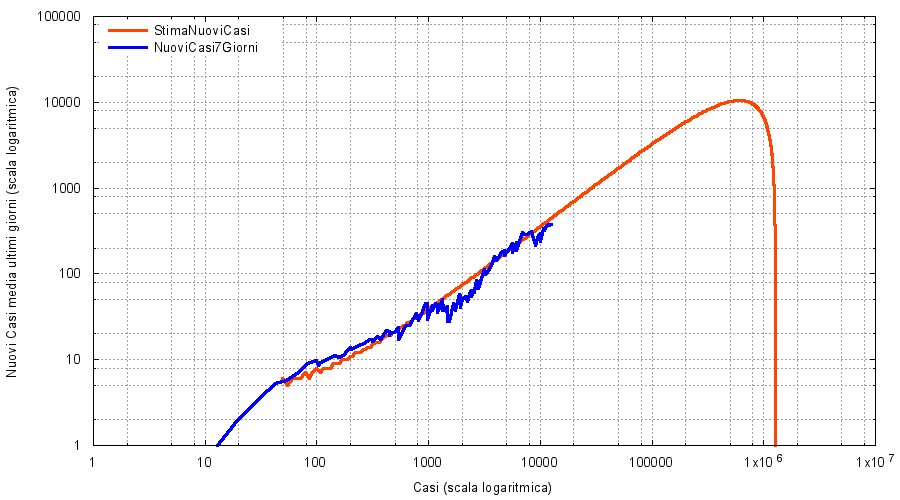 100000
10000
1000
100
10
1
StimaNuoviCasi
NuoviCasi7Giorni
Nuovi Casi media ultimi giorni (scala logaritmica)
1 10 100 1000 10000 100000 1x10^6 1x10^7
Casi (scala logaritmica)